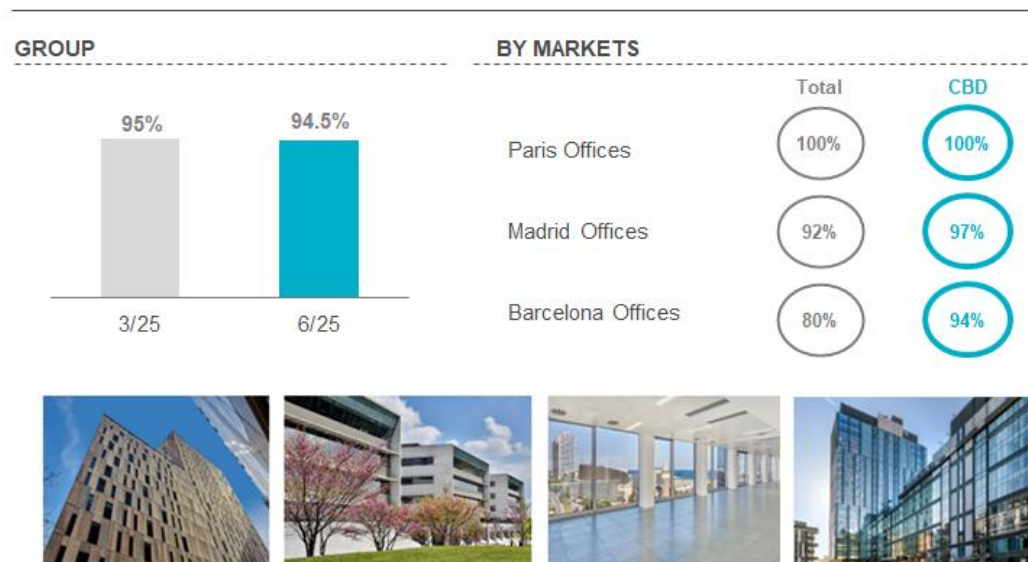 GROUP
95%
94.5%
3/25
6/25
BY MARKETS
Total
CBD
Paris Offices
100%
100%
Madrid Offices
92%
97%
Barcelona Offices
80%
94%